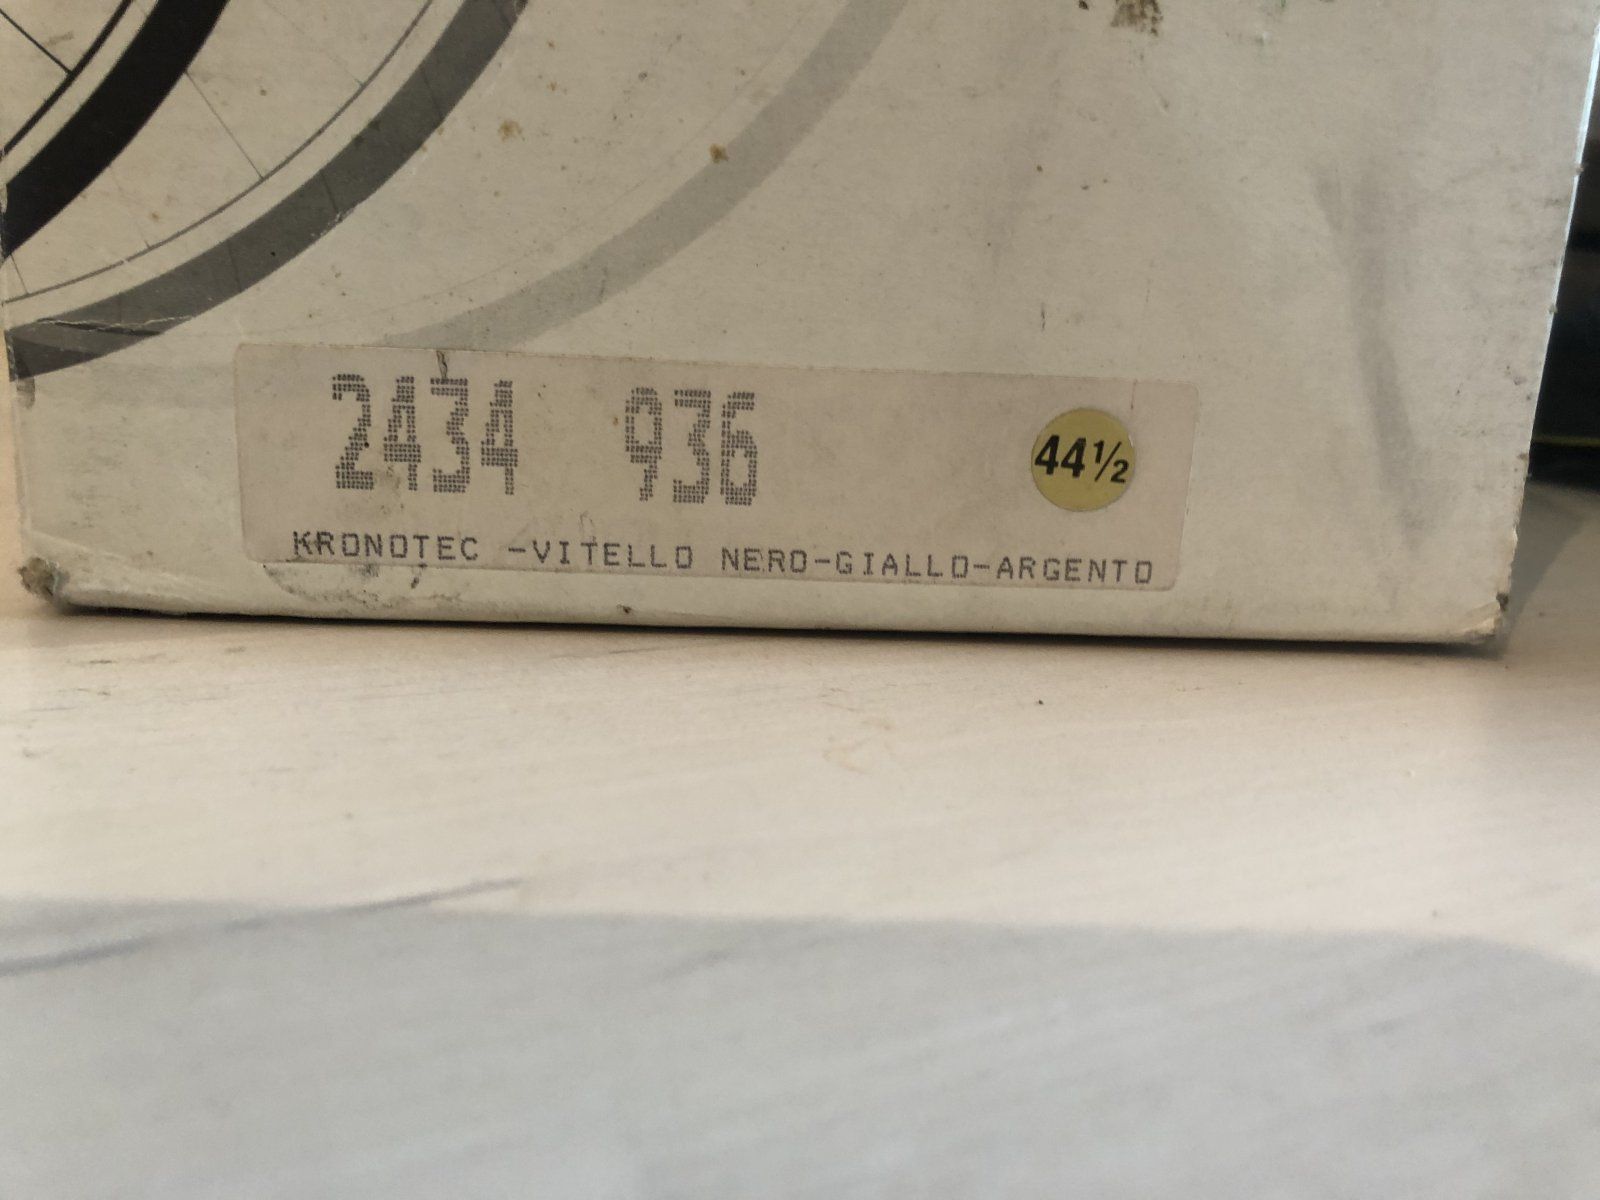 2434 936
44½
KRONOTEC -VITELLO NERO-GIALLO-ARGENTO